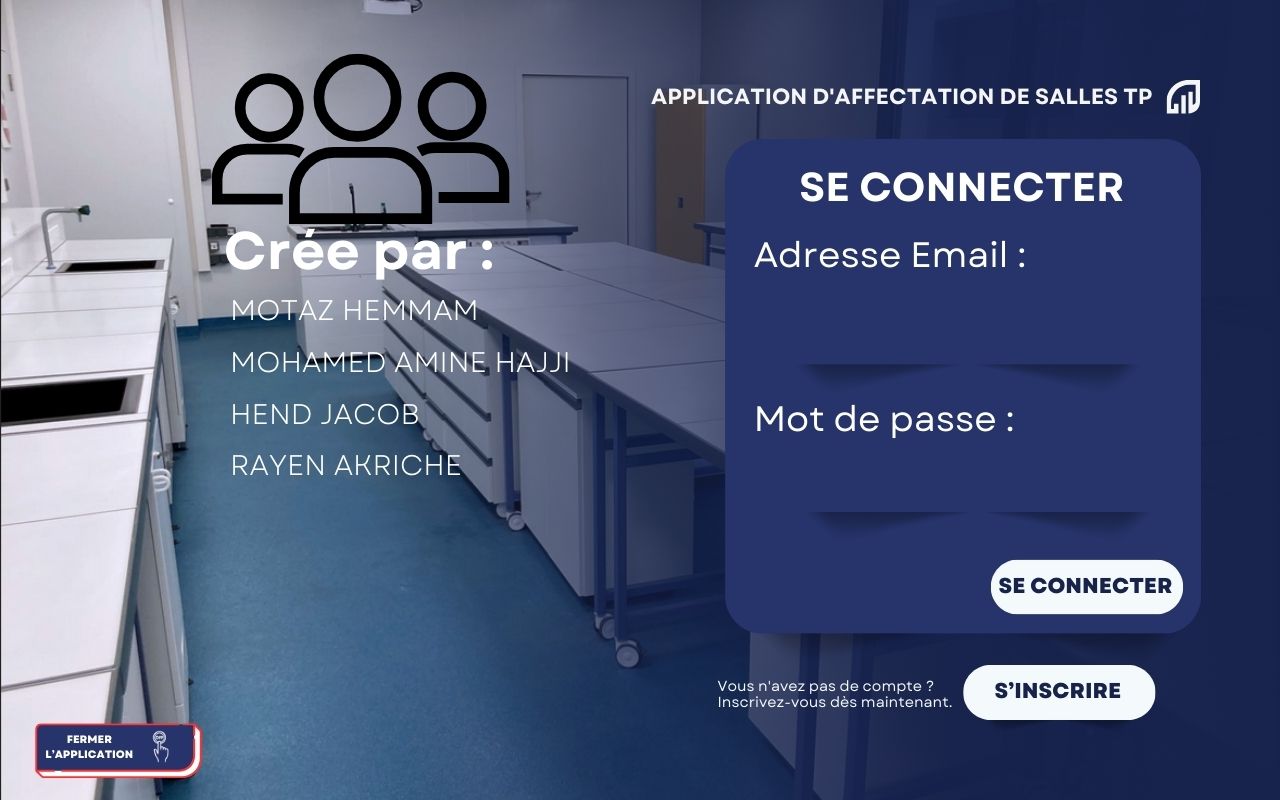 APPLICATION D'AFFECTATION DE SALLES TP
SE CONNECTER
Adresse Email :
Mot de passe :
SE CONNECTER
Vous n'avez pas de compte ?
Inscrivez-vous dès maintenant.
S’INSCRIRE
Crée par :
MOTAZ HEMMAM
MOHAMED AMINE HAJJI
HEND JACOB
RAYEN AKRICHE
FERMER
L’APPLICATION
OFF